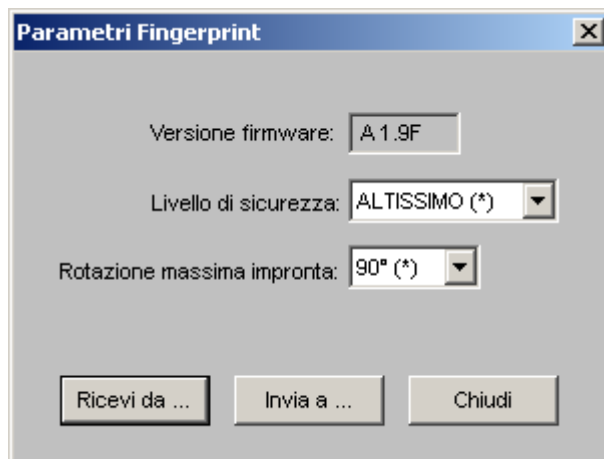 Parametri Fingerprint
Versione firmware: A 1.9F
Livello di sicurezza: ALTISSIMO (*)
Rotazione massima impronta: 90° (*)
Ricevi da ... Invia a ... Chiudi